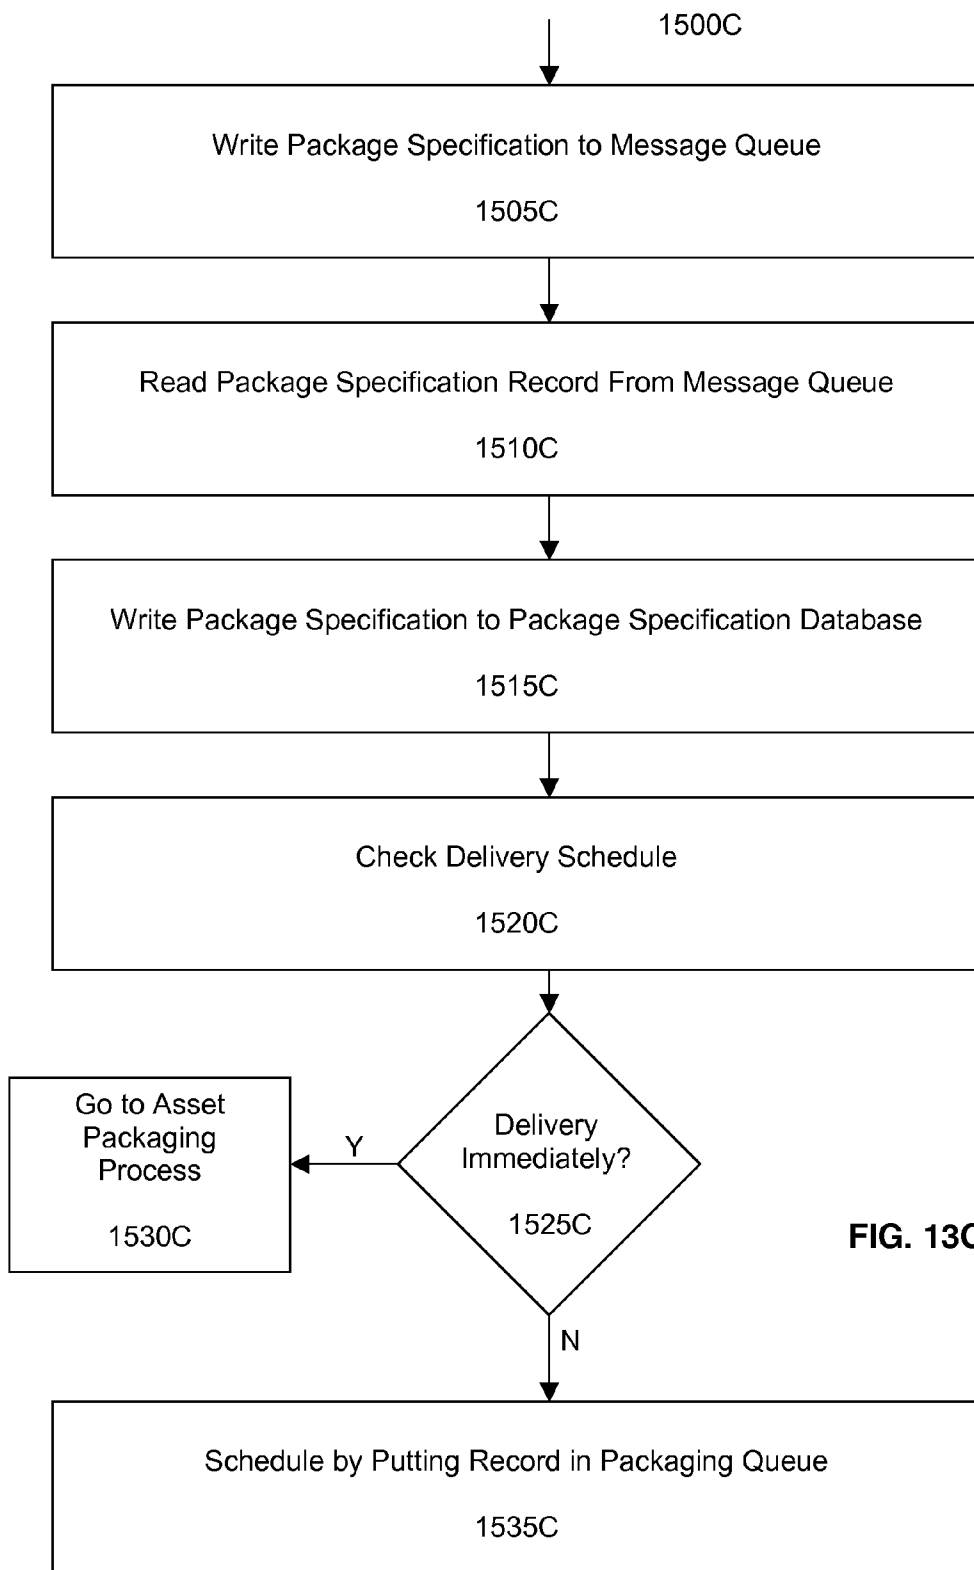 1500C
Write Package Specification to Message Queue
1505C
Read Package Specification Record From Message Queue
1510C
Write Package Specification to Package Specification Database
1515C
Check Delivery Schedule
1520C
Go to Asset
Packaging
Process
1530C
Y
Delivery
Immediately?
1525C
FIG. 13C
N
Schedule by Putting Record in Packaging Queue
1535C